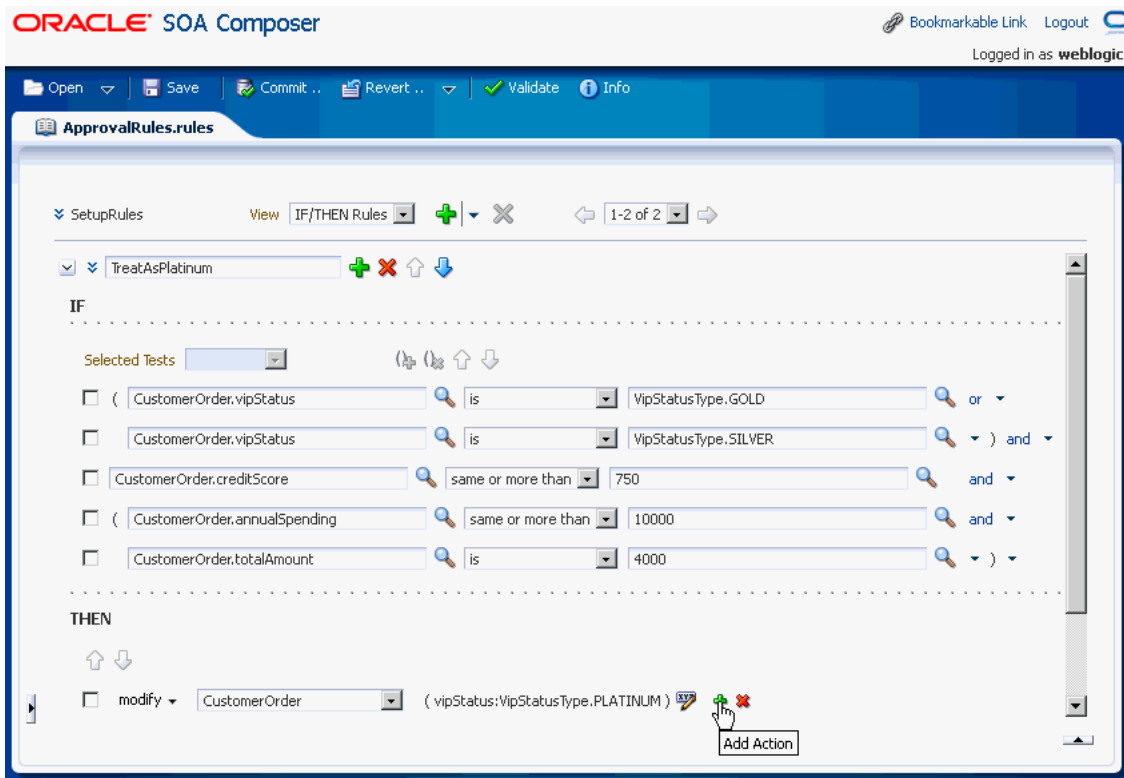 ORACLE SOA Composer
Bookmarkable Link Logout
Logged in as weblogic
Open Save Commit .. Revert .. Validate Info
ApprovalRules.rules
SetupRules View IF/THEN Rules 1-2 of 2
TreatAsPlatinum
IF
Selected Tests
( CustomerOrder.vipStatus is VipStatusType.GOLD or
CustomerOrder.vipStatus is VipStatusType.SILVER ) and
CustomerOrder.creditScore same or more than 750 and
( CustomerOrder.annualSpending same or more than 10000 and
CustomerOrder.totalAmount is 4000 )
THEN
modify CustomerOrder ( vipStatus:VipStatusType.PLATINUM )
Add Action